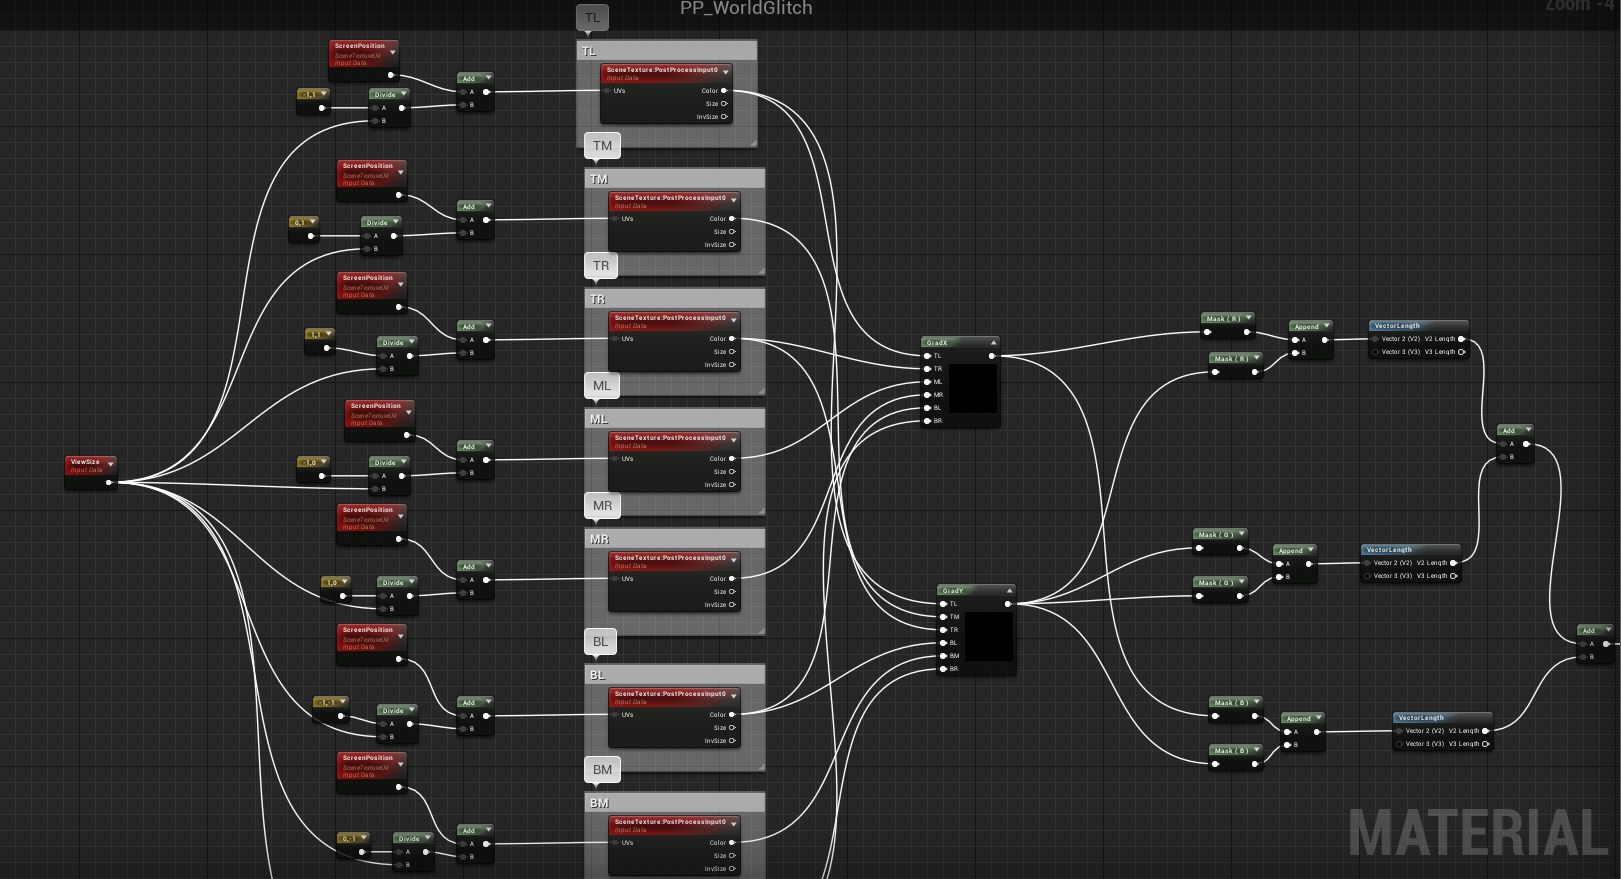 PP_WorldGlitch
Zoom -4
TL
TL
ScreenPosition
SceneTextureUV
Input Data
-1,1
Divide
A
B
Add
A
B
SceneTexture:PostProcessInput0
Input Data
UVs
Color
Size
InvSize
TM
TM
ScreenPosition
SceneTextureUV
Input Data
0,1
Divide
A
B
Add
A
B
SceneTexture:PostProcessInput0
Input Data
UVs
Color
Size
InvSize
TR
TR
ScreenPosition
SceneTextureUV
Input Data
1,1
Divide
A
B
Add
A
B
SceneTexture:PostProcessInput0
Input Data
UVs
Color
Size
InvSize
ML
ML
ScreenPosition
SceneTextureUV
Input Data
-1,0
Divide
A
B
Add
A
B
SceneTexture:PostProcessInput0
Input Data
UVs
Color
Size
InvSize
ViewSize
Input Data
MR
MR
ScreenPosition
SceneTextureUV
Input Data
1,0
Divide
A
B
Add
A
B
SceneTexture:PostProcessInput0
Input Data
UVs
Color
Size
InvSize
BL
BL
ScreenPosition
SceneTextureUV
Input Data
-1,-1
Divide
A
B
Add
A
B
SceneTexture:PostProcessInput0
Input Data
UVs
Color
Size
InvSize
BM
BM
ScreenPosition
SceneTextureUV
Input Data
0,-1
Divide
A
B
Add
A
B
SceneTexture:PostProcessInput0
Input Data
UVs
Color
Size
InvSize
GradX
TL
TR
ML
MR
BL
BR
GradY
TL
TM
TR
BL
BM
BR
Mask ( R )
Mask ( R )
Append
A
B
VectorLength
Vector 2 (V2) V2 Length
Vector 3 (V3) V3 Length
Add
A
B
Mask ( G )
Mask ( G )
Append
A
B
VectorLength
Vector 2 (V2) V2 Length
Vector 3 (V3) V3 Length
Add
A
B
Mask ( B )
Mask ( B )
Append
A
B
VectorLength
Vector 2 (V2) V2 Length
Vector 3 (V3) V3 Length
MATERIAL